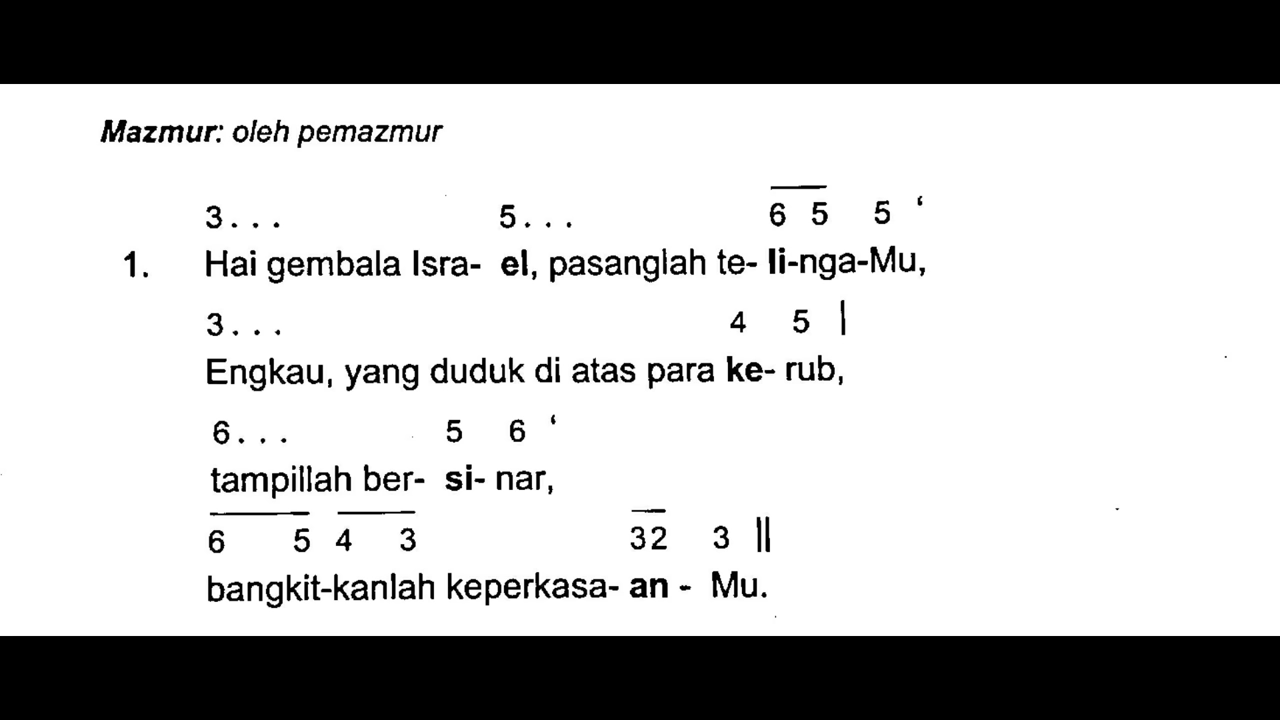 Mazmur: oleh pemazmur
3... 5... 6 5 5 ‘
1. Hai gembala Isra- el, pasanglah te- li-nga-Mu,
3... 4 5 |
Engkau, yang duduk di atas para ke- rub,
6... 5 6 ‘
tampillah ber- si- nar,
6 5 4 3 32 3 ||
bangkit-kanlah keperkasa- an - Mu.